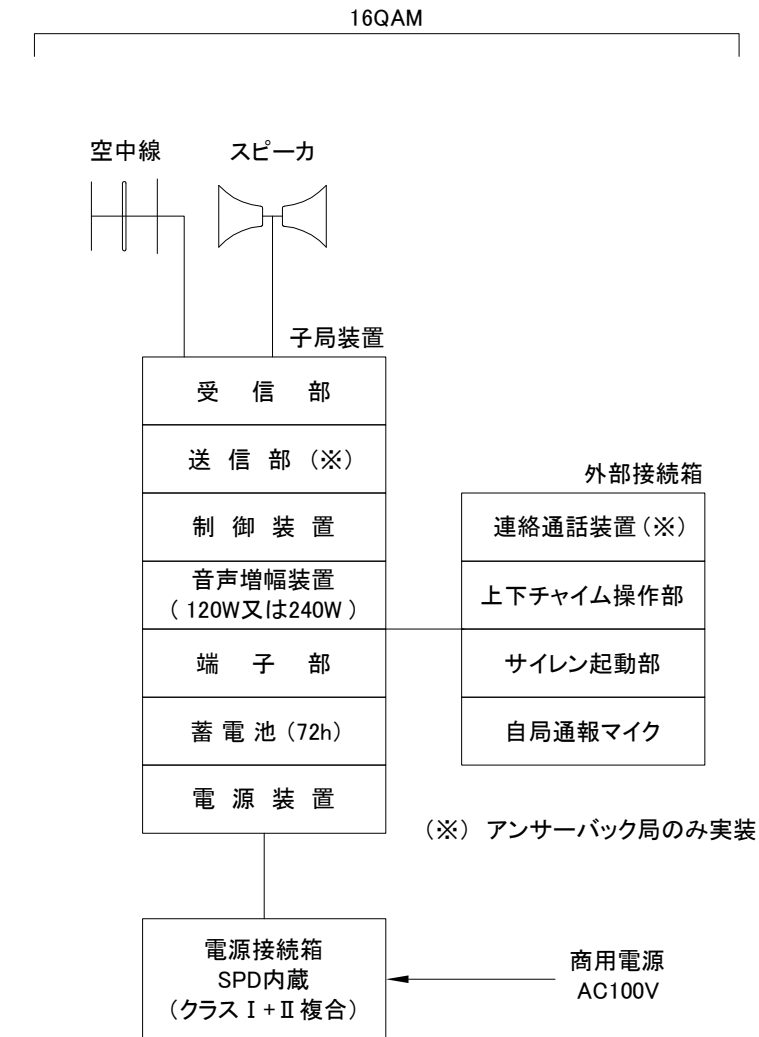 16QAM
空中線
スピーカ
子局装置
受信部
送信部(※)
制御装置
音声増幅装置
(120W又は240W)
端子部
蓄電池(72h)
電源装置
外部接続箱
連絡通話装置(※)
上下チャイム操作部
サイレン起動部
自局通報マイク
(※) アンサーバック局のみ実装
電源接続箱
SPD内蔵
(クラスⅠ+Ⅱ複合)
商用電源
AC100V